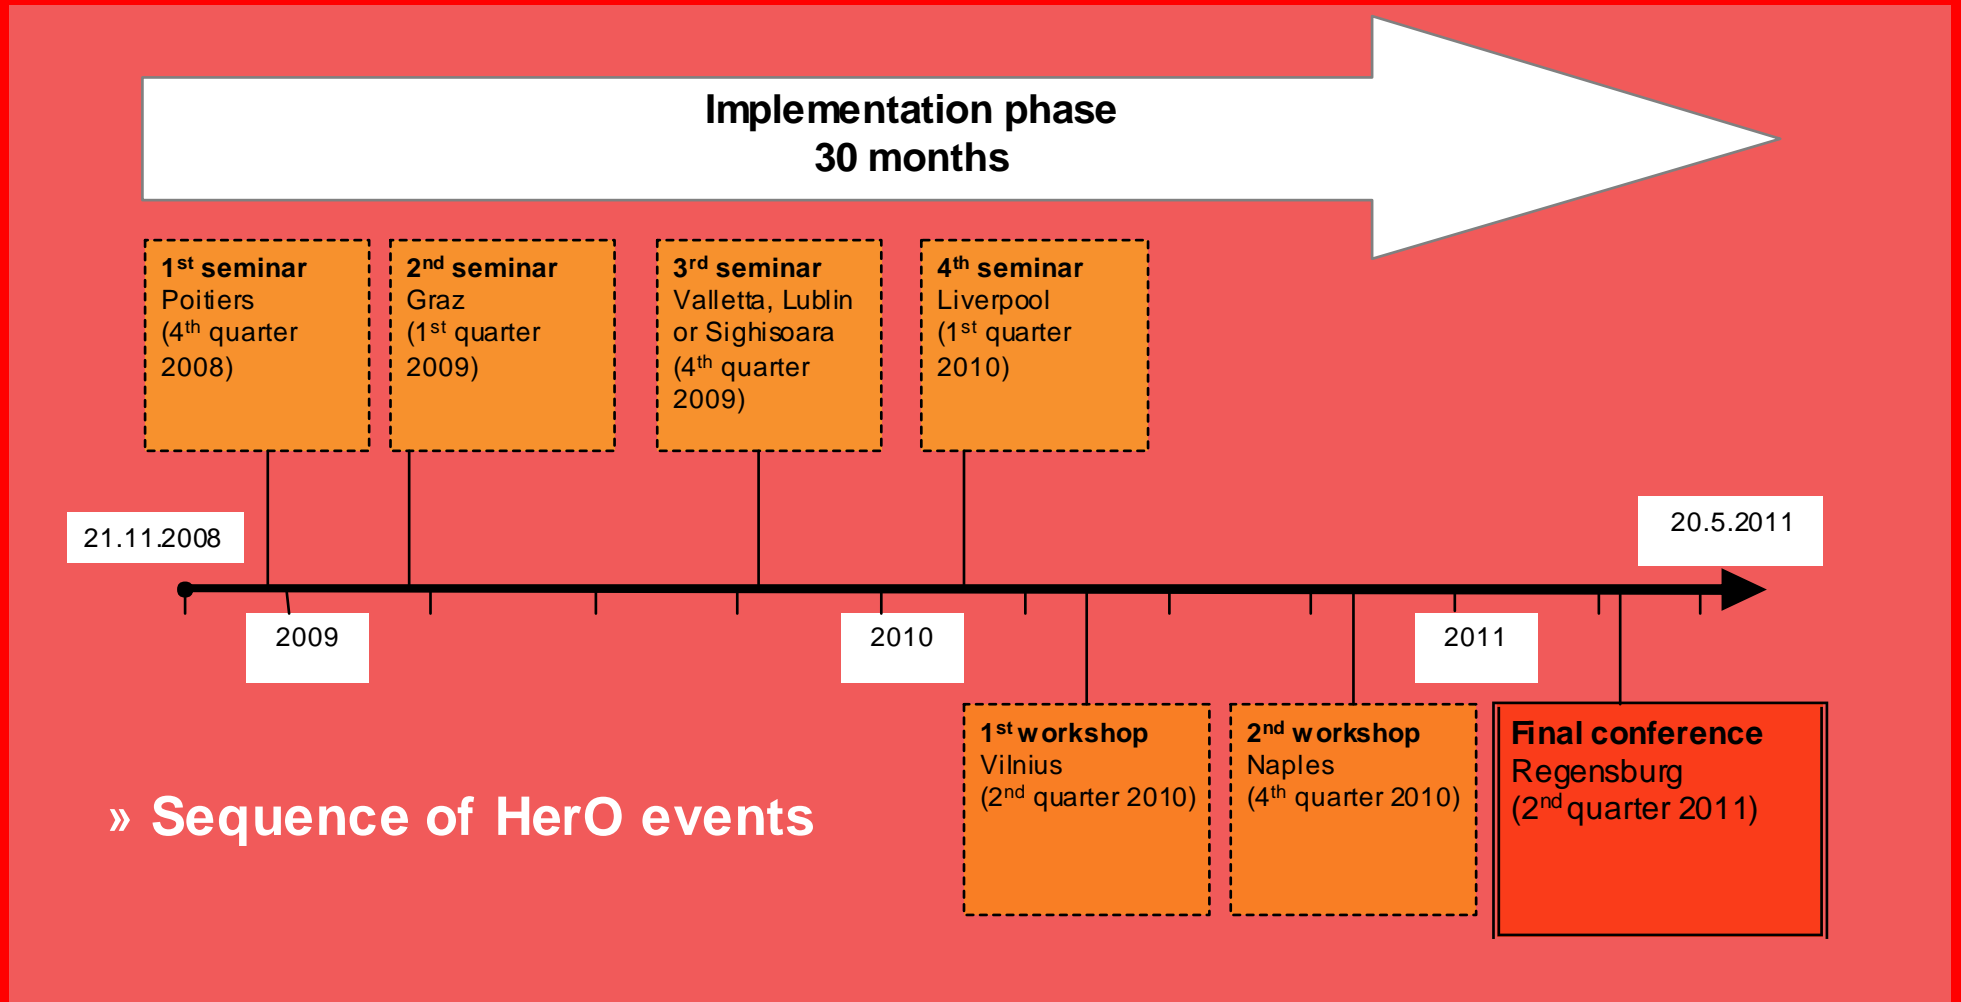 Implementation phase
30 months
1st seminar
Poitiers
(4th quarter
2008)
2nd seminar
Graz
(1st quarter
2009)
3rd seminar
Valletta, Lublin
or Sighisoara
(4th quarter
2009)
4th seminar
Liverpool
(1st quarter
2010)
21.11.2008
20.5.2011
2009
2010
2011
1st workshop
Vilnius
(2nd quarter 2010)
2nd workshop
Naples
(4th quarter 2010)
Final conference
Regensburg
(2nd quarter 2011)
» Sequence of HerO events